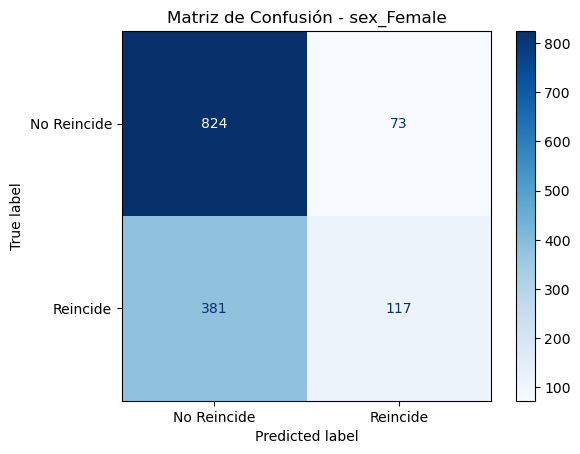 Matriz de Confusión - sex_Female
True label
No Reincide
824
73
Reincide
381
117
No Reincide
Reincide
Predicted label
800
700
600
500
400
300
200
100